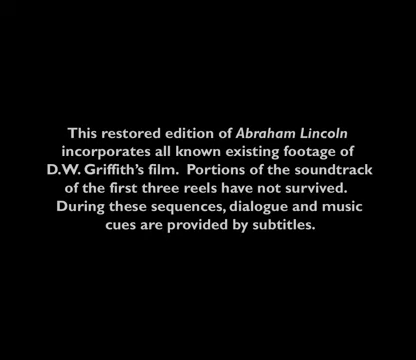 This restored edition of Abraham Lincoln
incorporates all known existing footage of
D.W. Griffith's film.  Portions of the soundtrack
of the first three reels have not survived.
During these sequences, dialogue and music
cues are provided by subtitles.